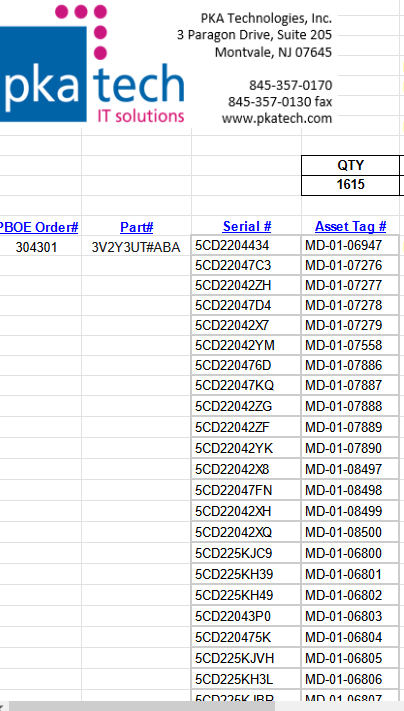 pka tech
IT solutions
PKA Technologies, Inc.
3 Paragon Drive, Suite 205
Montvale, NJ 07645
845-357-0170
845-357-0130 fax
www.pkatech.com
QTY
1615
PBOE Order# Part# Serial # Asset Tag #
304301 3V2Y3UT#ABA 5CD2204434 MD-01-06947
5CD22047C3 MD-01-07276
5CD22042ZH MD-01-07277
5CD22047D4 MD-01-07278
5CD22042X7 MD-01-07279
5CD22042YM MD-01-07558
5CD220476D MD-01-07886
5CD22047KQ MD-01-07887
5CD22042ZG MD-01-07888
5CD22042ZF MD-01-07889
5CD22042YK MD-01-07890
5CD22042X8 MD-01-08497
5CD22047FN MD-01-08498
5CD22042XH MD-01-08499
5CD22042XQ MD-01-08500
5CD225KJC9 MD-01-06800
5CD225KH39 MD-01-06801
5CD225KH49 MD-01-06802
5CD22043P0 MD-01-06803
5CD220475K MD-01-06804
5CD225KJVH MD-01-06805
5CD225KH3L MD-01-06806
5CD225KJBR MD-01-06807